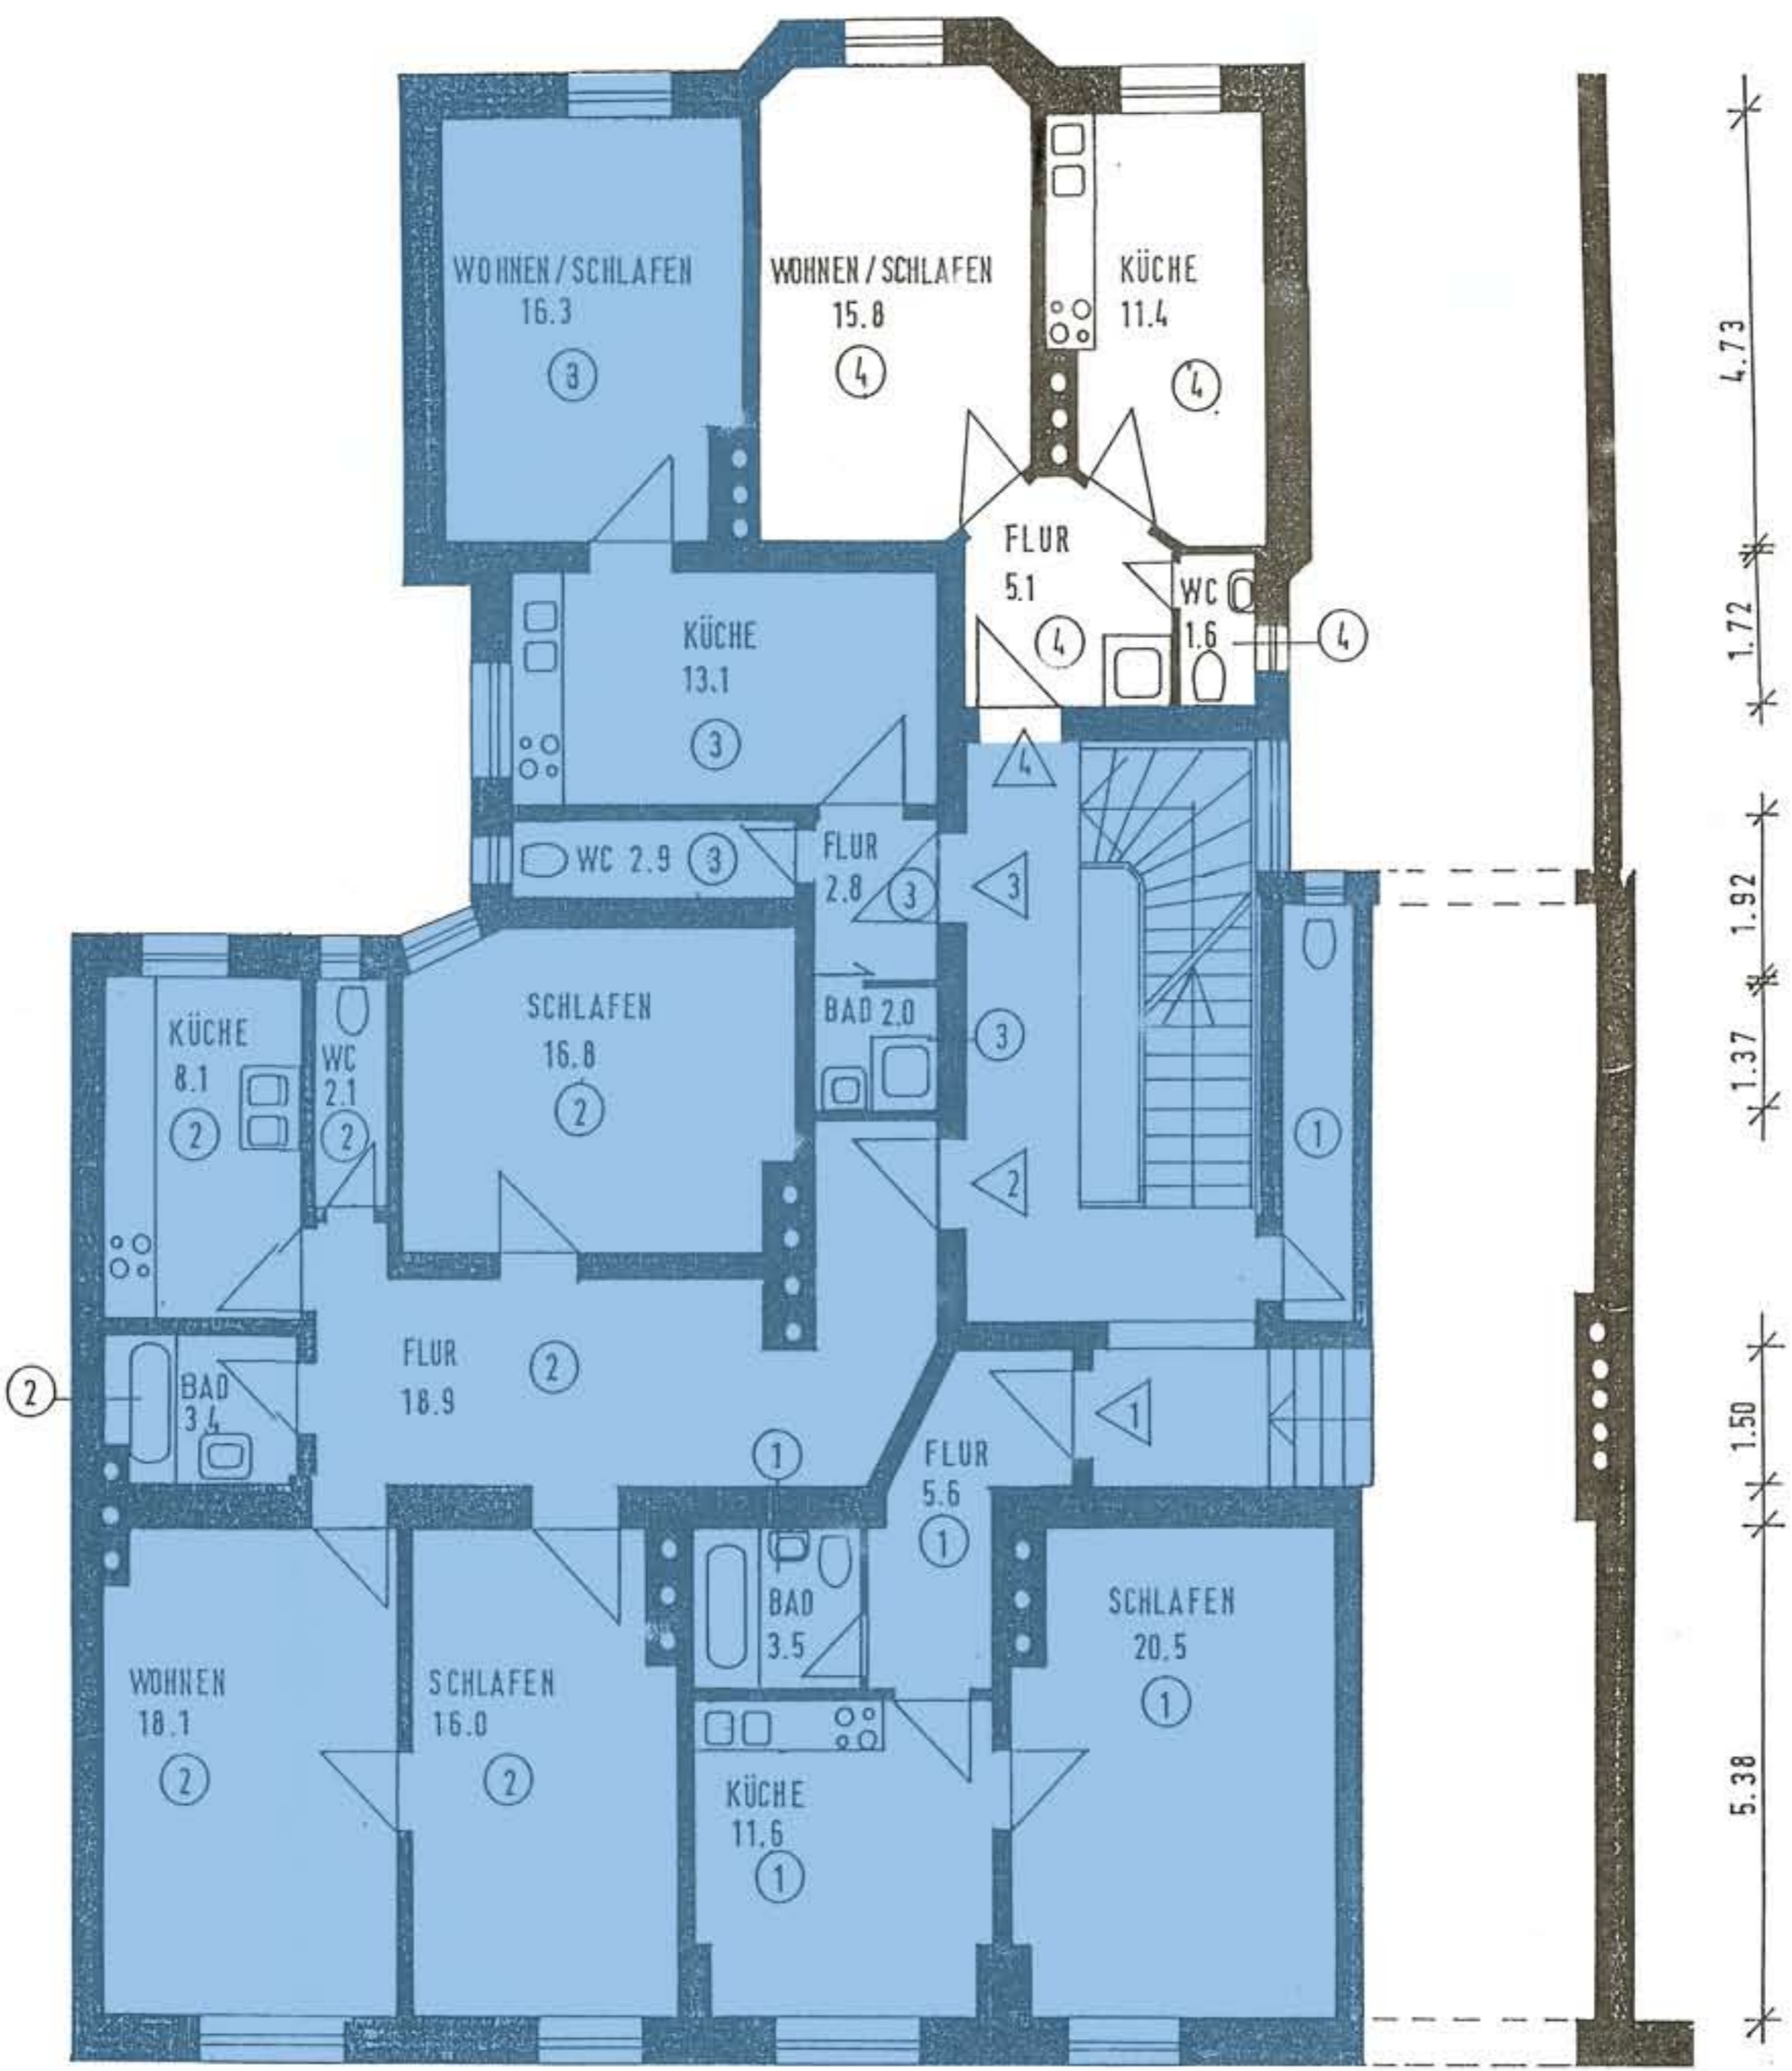 WOHNEN/SCHLAFEN
16.3
3
WOHNEN/SCHLAFEN
15.8
4
KÜCHE
11.4
4
4.73
FLUR
5.1
4
WC
1.6
4
1.72
KÜCHE
13.1
3
4
WC 2.9 3
FLUR
2.8 3
3
1.92
KÜCHE
8.1
2
WC
2.1
2
SCHLAFEN
16.8
2
BAD 2.0
3
1.37
2
1
2
BAD
3.4
FLUR
18.9
2
1
1
FLUR
5.6
1
1.50
WOHNEN
18.1
2
SCHLAFEN
16.0
2
BAD
3.5
SCHLAFEN
20.5
1
KÜCHE
11.6
1
5.38